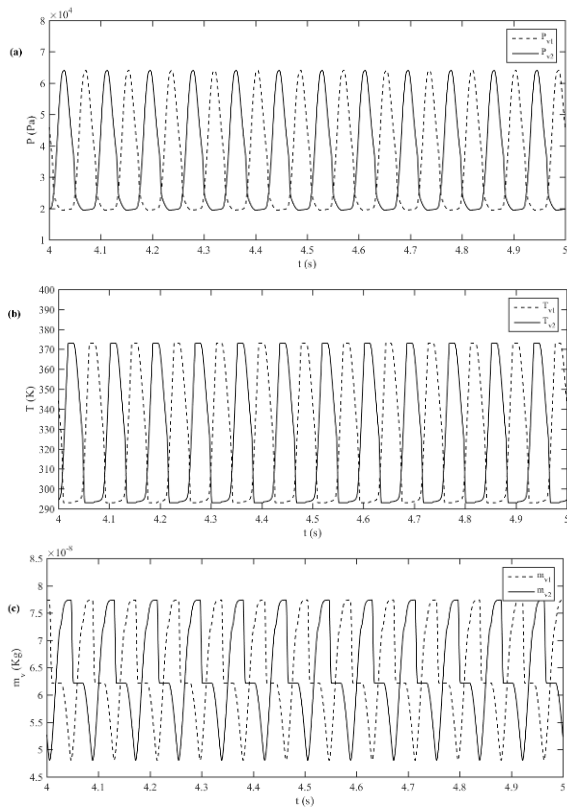 ×10⁴
8
7
6
5
4
3
2
1
(a)
P (Pa)
P_v1
P_v2
4 4.1 4.2 4.3 4.4 4.5 4.6 4.7 4.8 4.9 5
t (s)
400
390
380
370
360
350
340
330
320
310
300
290
(b)
T (K)
T_v1
T_v2
4 4.1 4.2 4.3 4.4 4.5 4.6 4.7 4.8 4.9 5
t (s)
×10⁻⁸
8.5
7.5
6.5
5.5
4.5
(c)
m_v (Kg)
m_v1
m_v2
4 4.1 4.2 4.3 4.4 4.5 4.6 4.7 4.8 4.9 5
t (s)